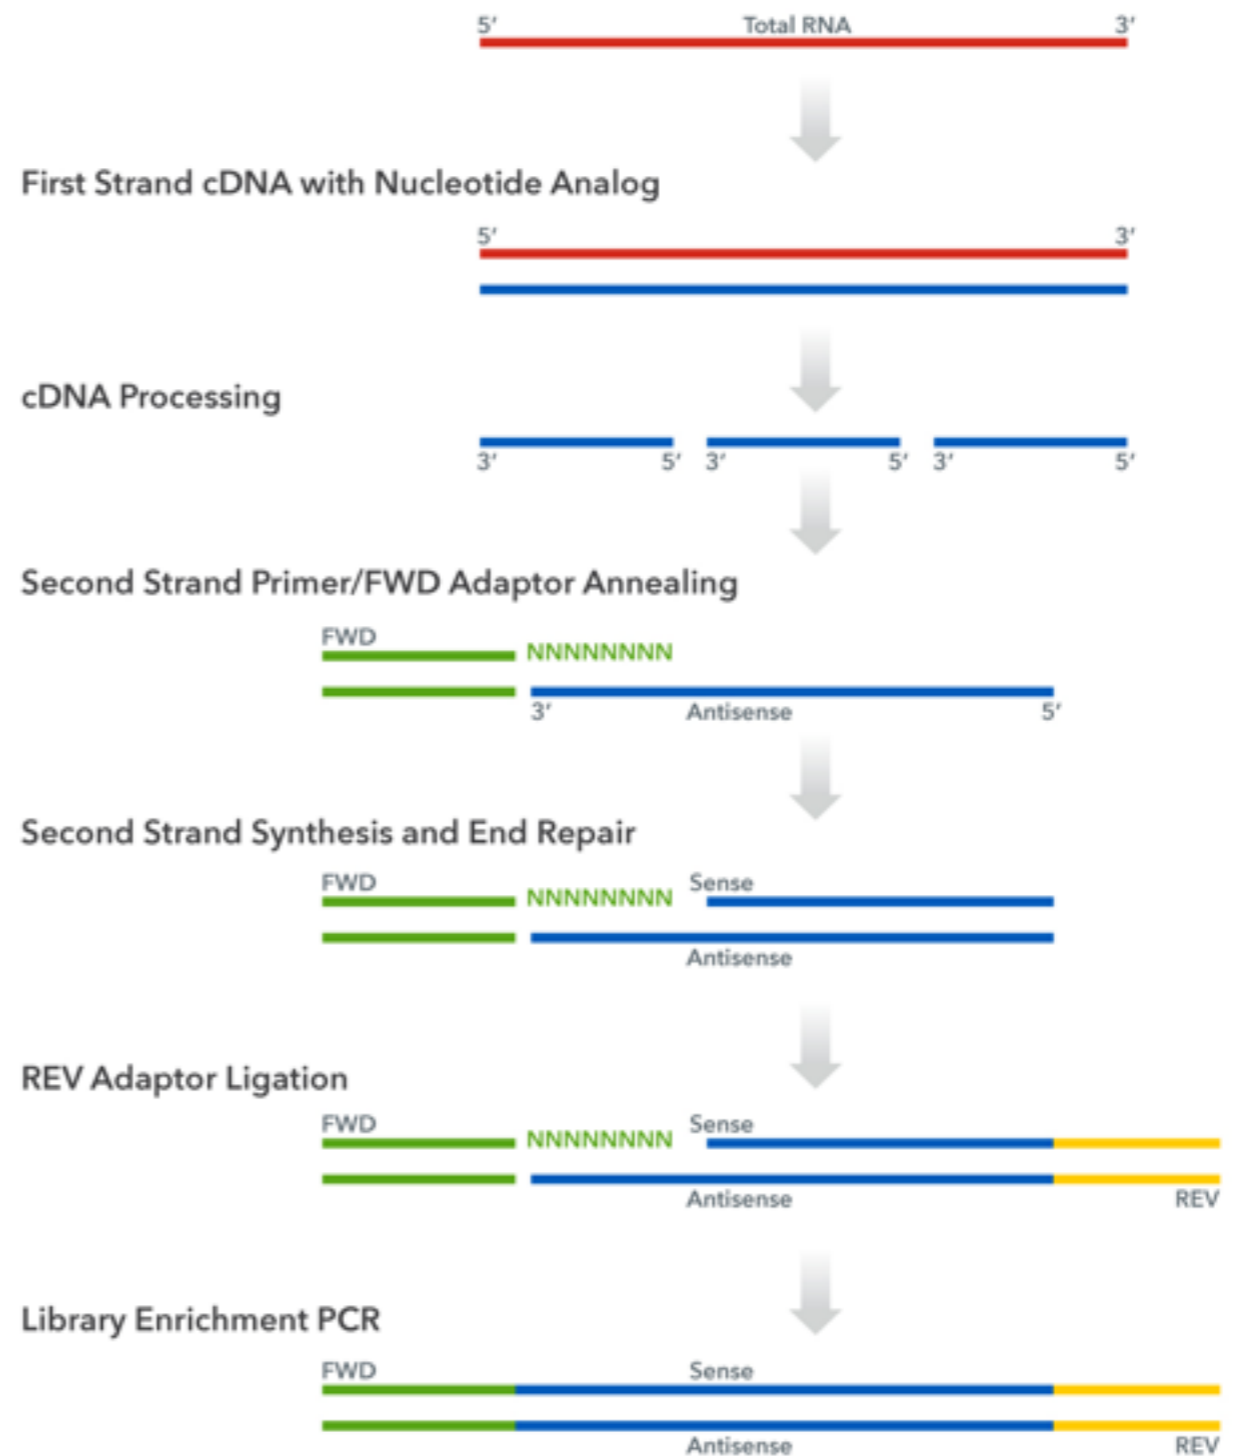 5′ Total RNA 3′
First Strand cDNA with Nucleotide Analog
5′ 3′
cDNA Processing
3′ 5′ 3′ 5′ 3′ 5′
Second Strand Primer/FWD Adaptor Annealing
FWD
NNNNNNNN
3′ Antisense 5′
Second Strand Synthesis and End Repair
FWD NNNNNNNN Sense
Antisense
REV Adaptor Ligation
FWD NNNNNNNN Sense
Antisense REV
Library Enrichment PCR
FWD Sense
Antisense REV